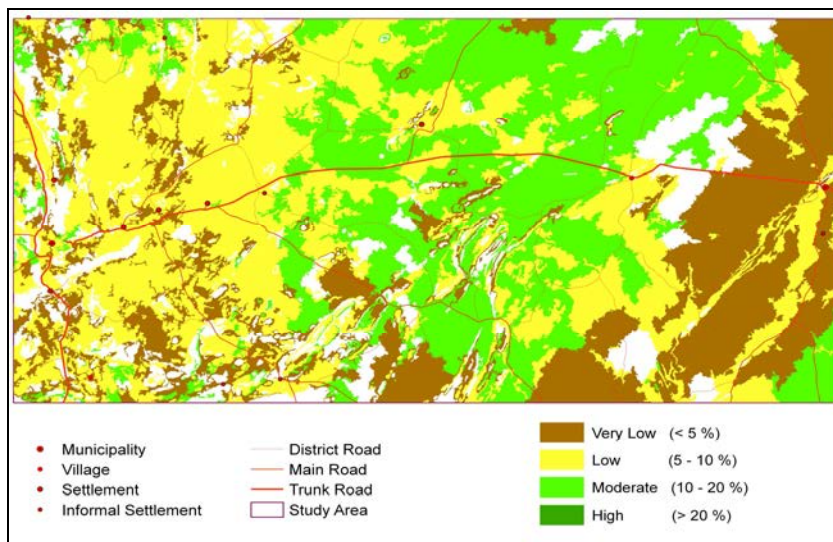 Municipality
Village
Settlement
Informal Settlement
District Road
Main Road
Trunk Road
Study Area
Very Low (< 5 %)
Low (5 - 10 %)
Moderate (10 - 20 %)
High (> 20 %)